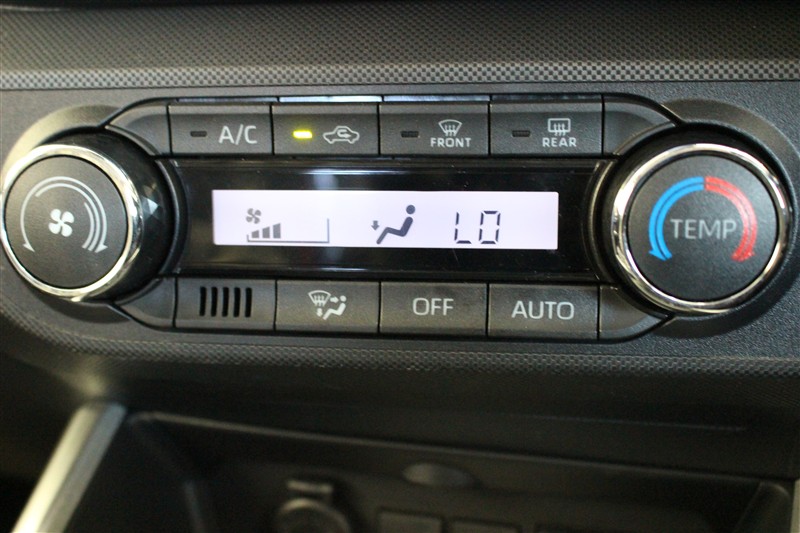 A/C
FRONT
REAR
LO
TEMP
OFF
AUTO